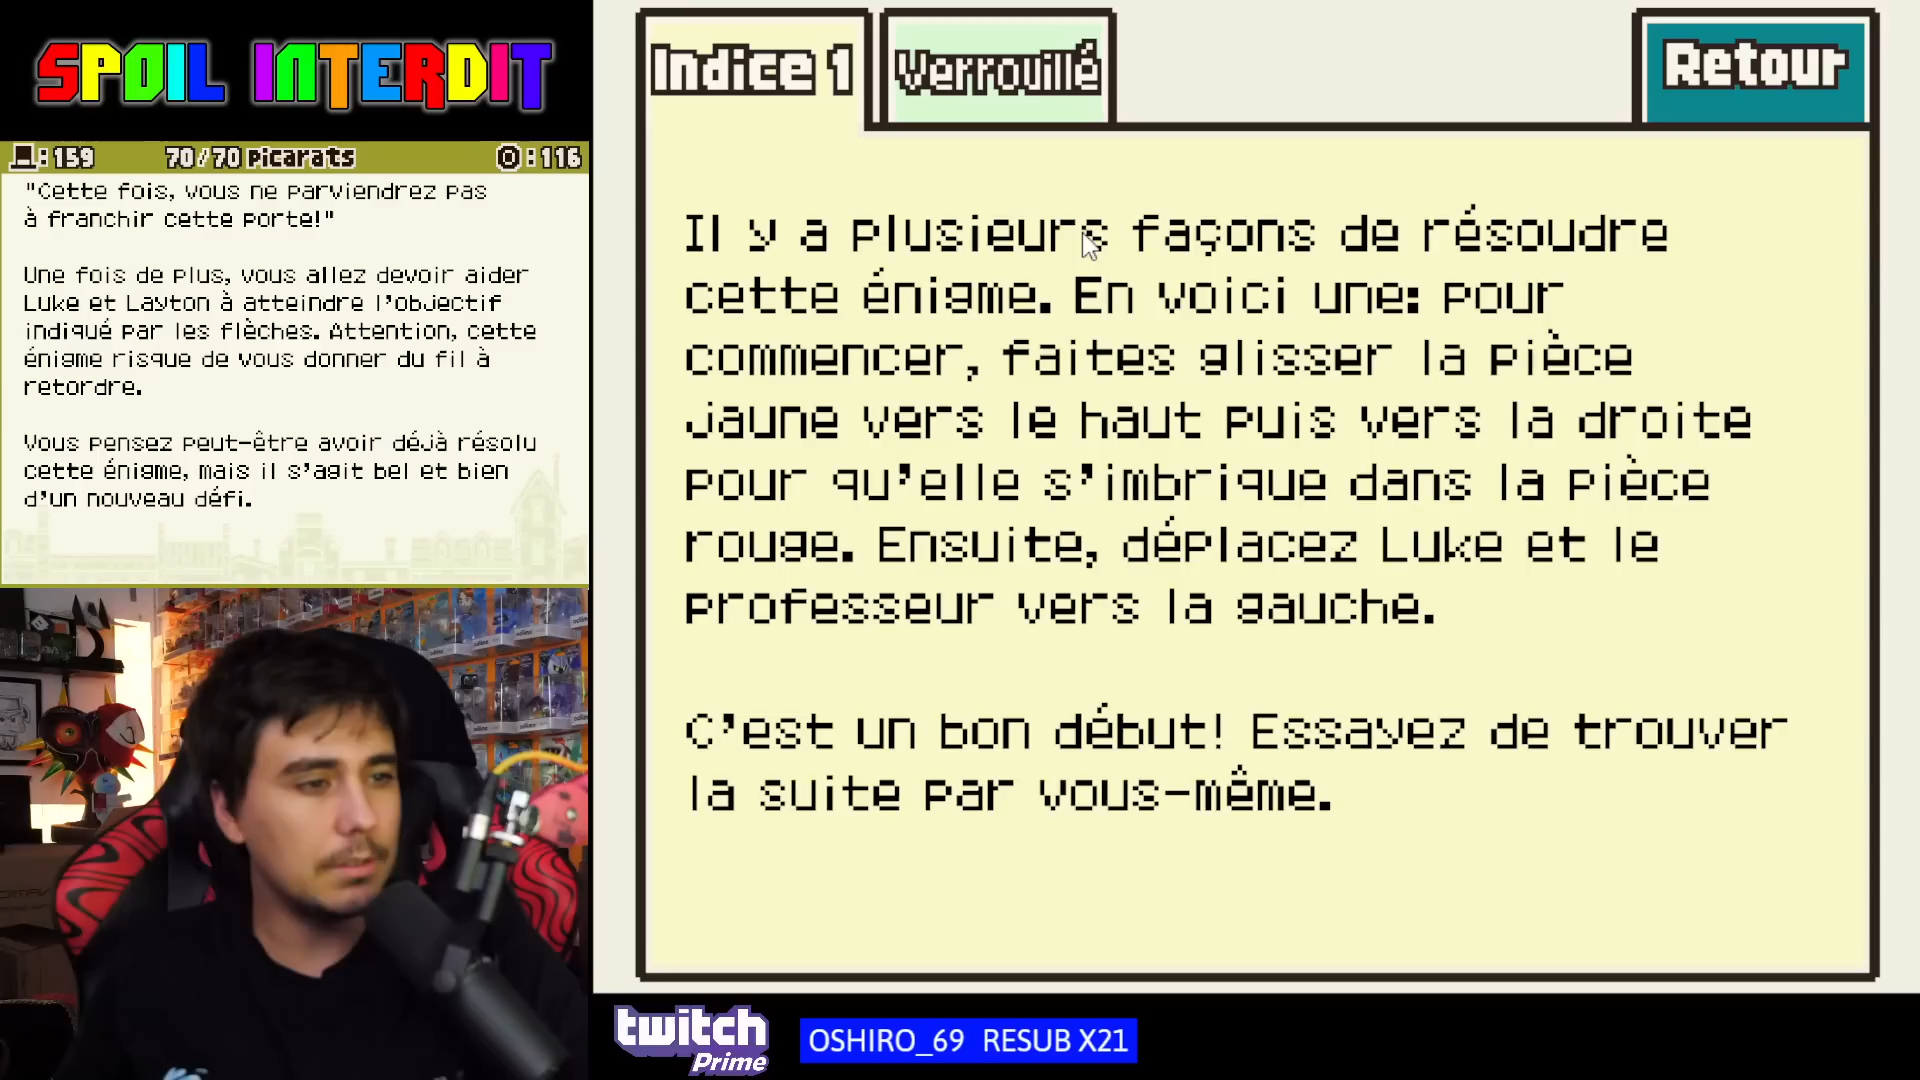 SPOIL INTERDIT
:159
70/70 picarats
:116
"Cette fois, vous ne parviendrez pas
à franchir cette porte!"
Une fois de plus, vous allez devoir aider
Luke et Layton à atteindre l'objectif
indiqué par les flèches. Attention, cette
énigme risque de vous donner du fil à
retordre.
Vous pensez peut-être avoir déjà résolu
cette énigme, mais il s'agit bel et bien
d'un nouveau défi.
Indice 1
Verrouillé
Retour
Il y a plusieurs façons de résoudre
cette énigme. En voici une: pour
commencer, faites glisser la pièce
jaune vers le haut puis vers la droite
pour qu'elle s'imbrique dans la pièce
rouge. Ensuite, déplacez Luke et le
professeur vers la gauche.
C'est un bon début! Essayez de trouver
la suite par vous-même.
twitch
Prime
OSHIRO_69 RESUB X21